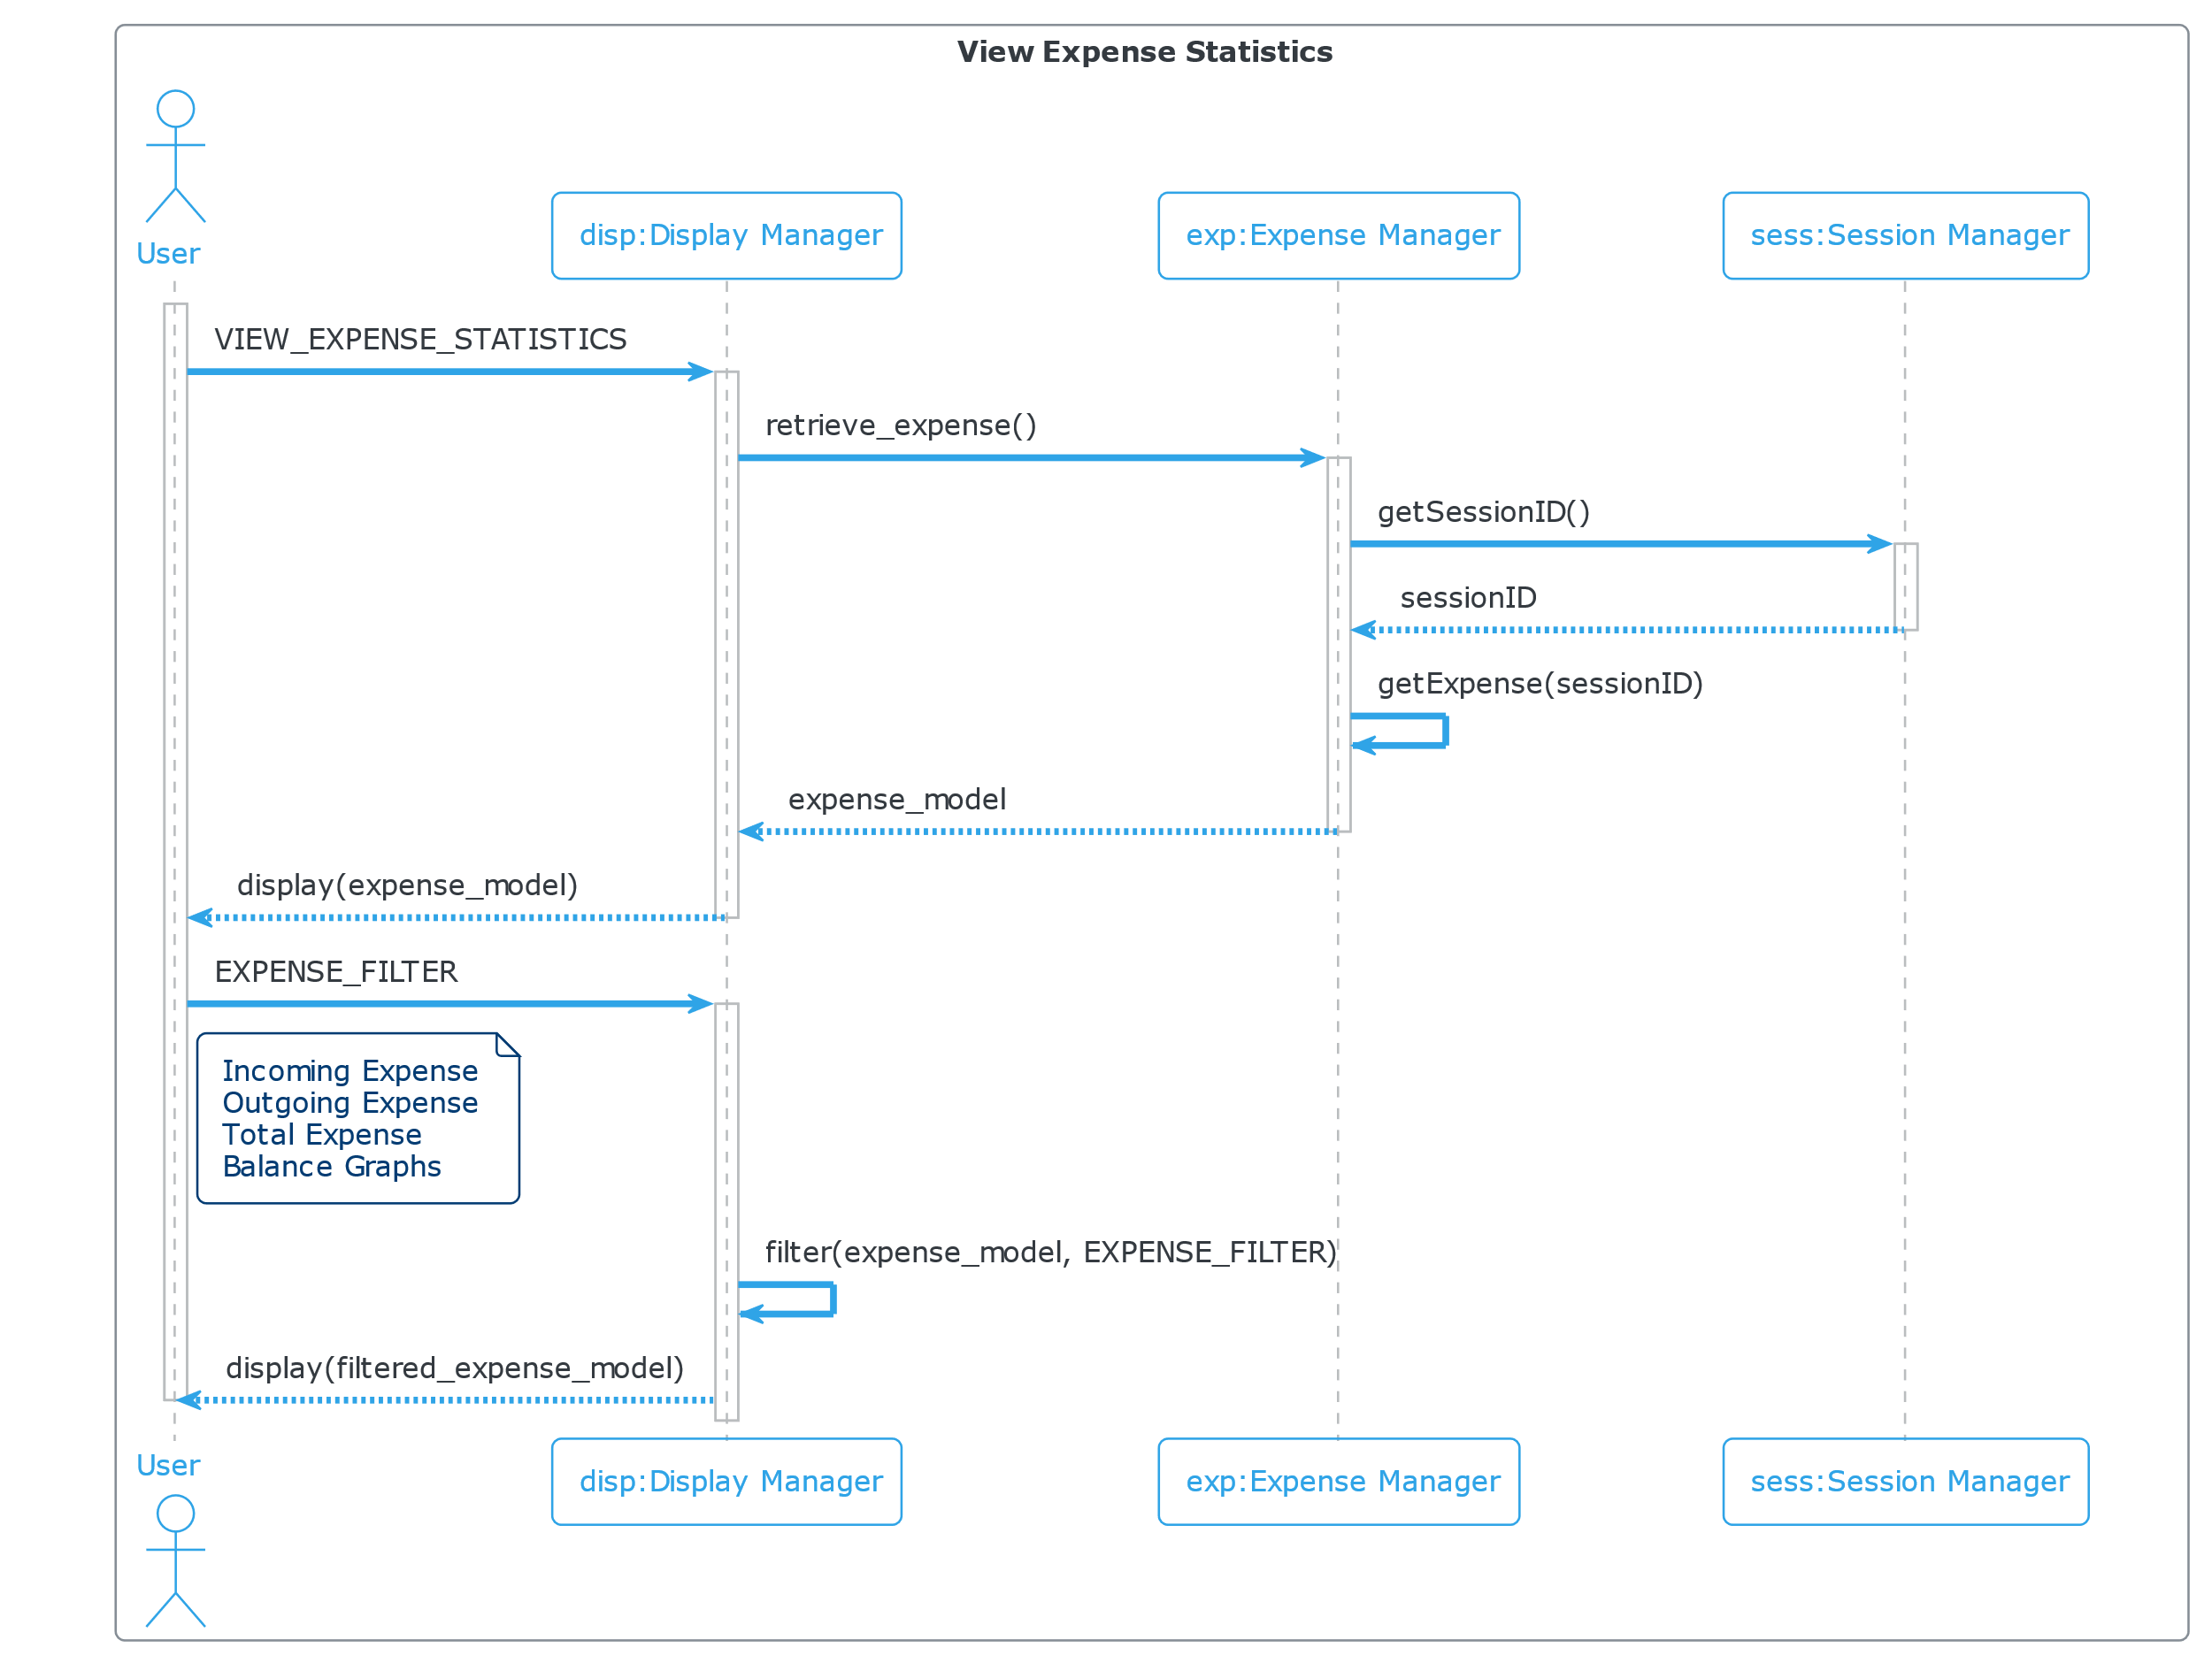 View Expense Statistics
User
disp:Display Manager
exp:Expense Manager
sess:Session Manager
VIEW_EXPENSE_STATISTICS
retrieve_expense()
getSessionID()
sessionID
getExpense(sessionID)
expense_model
display(expense_model)
EXPENSE_FILTER
Incoming Expense
Outgoing Expense
Total Expense
Balance Graphs
filter(expense_model, EXPENSE_FILTER)
display(filtered_expense_model)
User
disp:Display Manager
exp:Expense Manager
sess:Session Manager